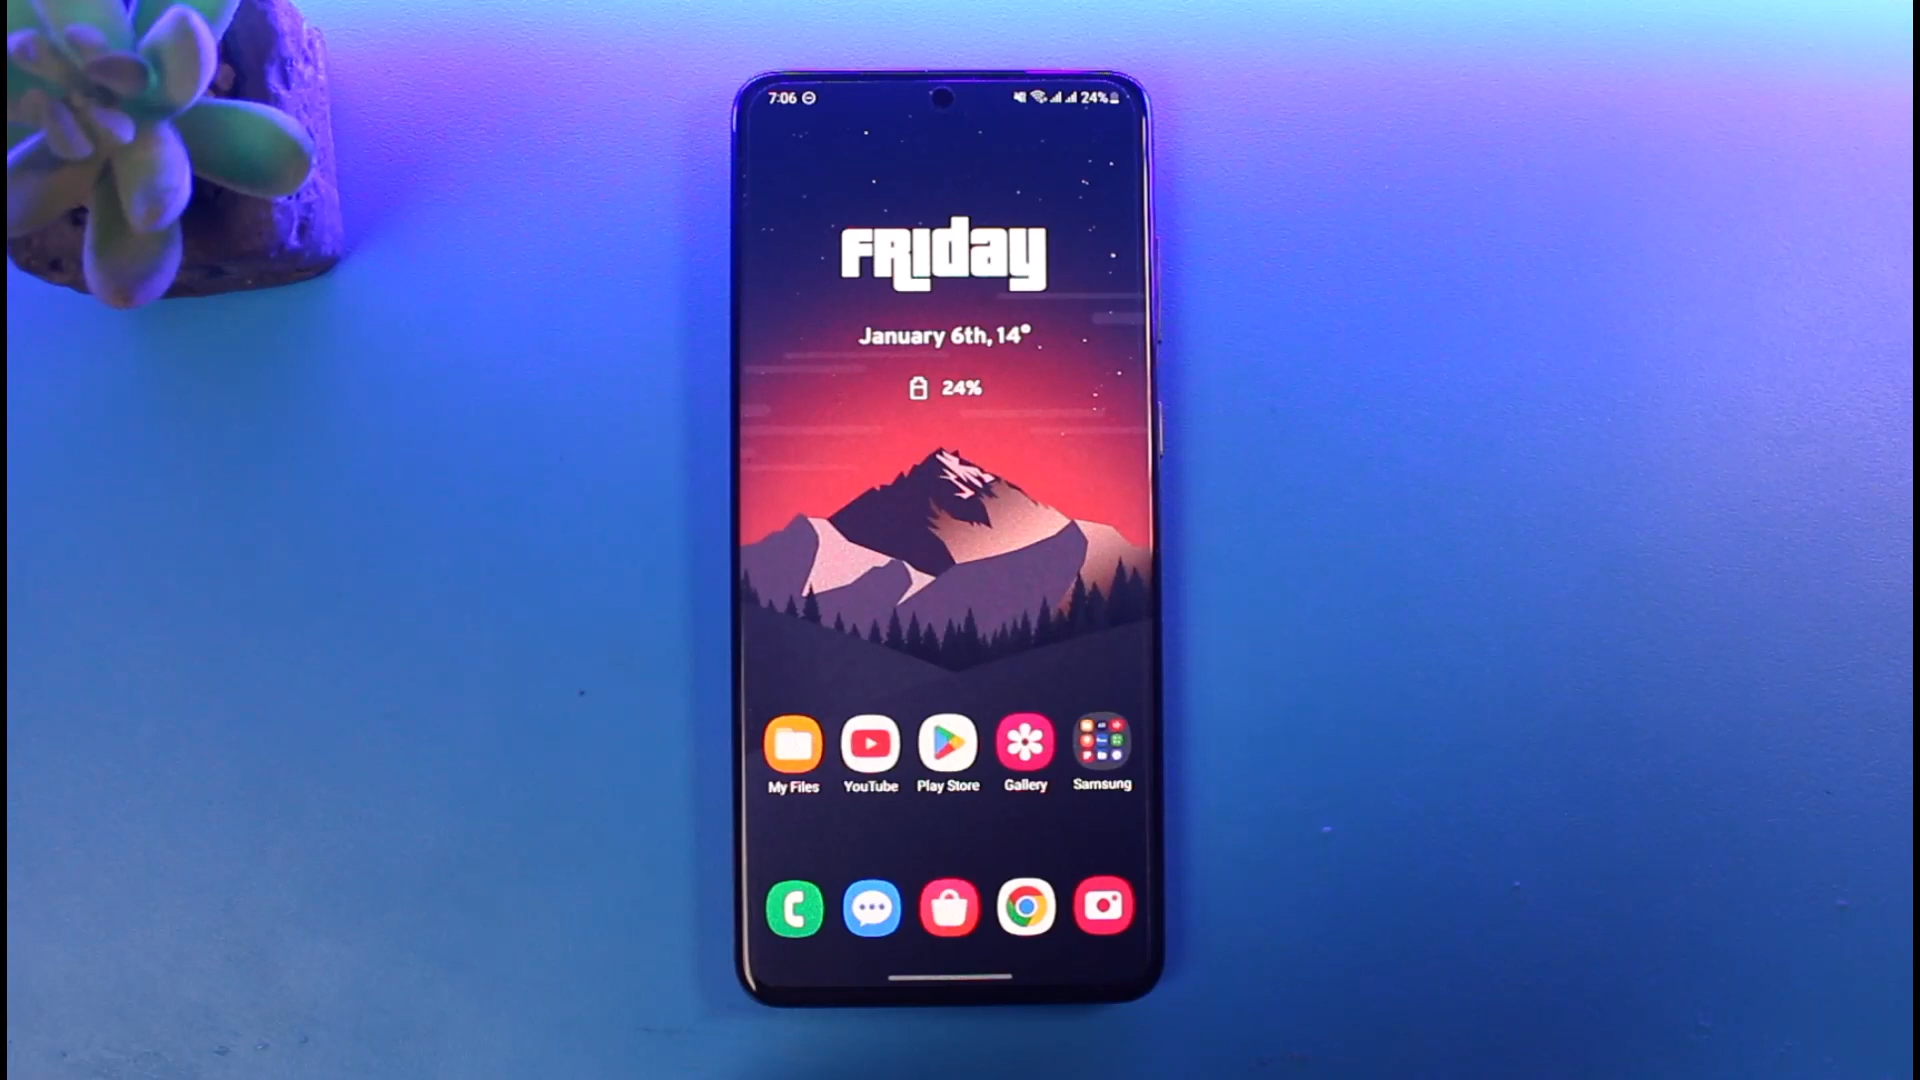 7:06 24%
FRIday
January 6th, 14°
24%
My Files YouTube Play Store Gallery Samsung